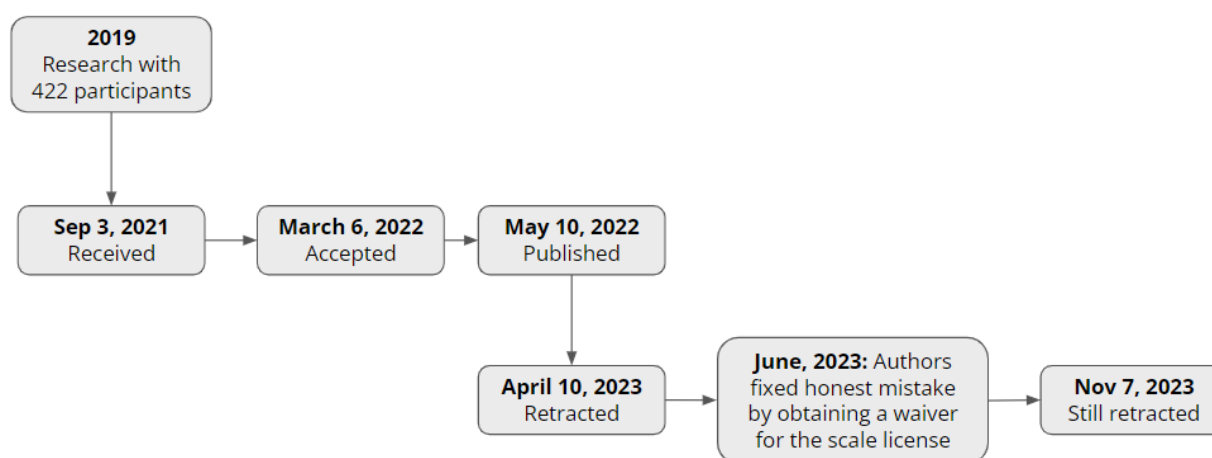 2019
Research with
422 participants
Sep 3, 2021
Received
March 6, 2022
Accepted
May 10, 2022
Published
April 10, 2023
Retracted
June, 2023: Authors
fixed honest mistake
by obtaining a waiver
for the scale license
Nov 7, 2023
Still retracted